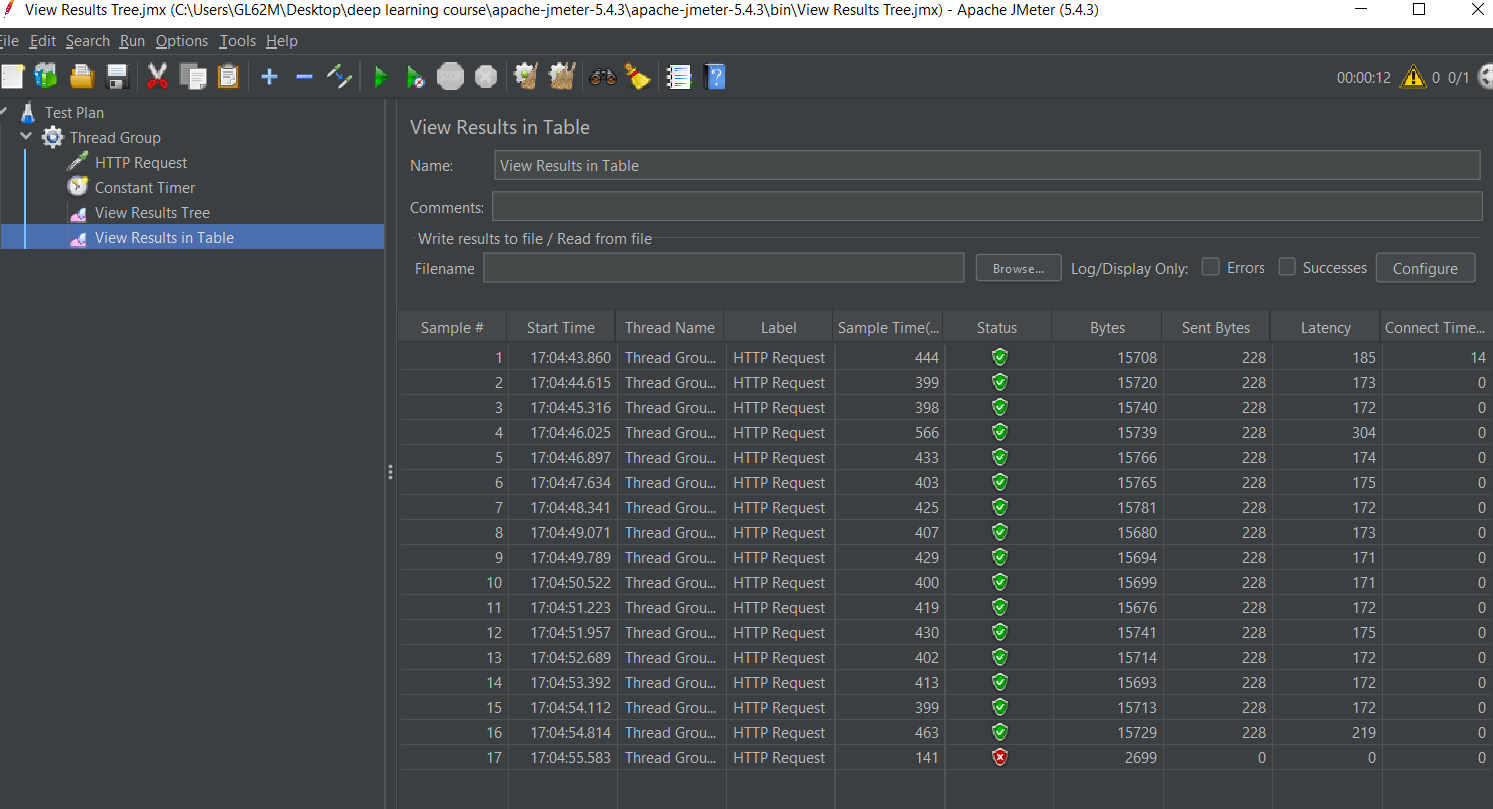 View Results Tree.jmx (C:\Users\GL62M\Desktop\deep learning course\apache-jmeter-5.4.3\apache-jmeter-5.4.3\bin\View Results Tree.jmx) - Apache JMeter (5.4.3)
File Edit Search Run Options Tools Help
STOP 00:00:12 0 0/1
Test Plan
Thread Group
HTTP Request
Constant Timer
View Results Tree
View Results in Table
View Results in Table
Name: View Results in Table
Comments:
Write results to file / Read from file
Filename Browse... Log/Display Only: Errors Successes Configure
Sample # Start Time Thread Name Label Sample Time(... Status Bytes Sent Bytes Latency Connect Time...
1 17:04:43.860 Thread Grou... HTTP Request 444 15708 228 185 14
2 17:04:44.615 Thread Grou... HTTP Request 399 15720 228 173 0
3 17:04:45.316 Thread Grou... HTTP Request 398 15740 228 172 0
4 17:04:46.025 Thread Grou... HTTP Request 566 15739 228 304 0
5 17:04:46.897 Thread Grou... HTTP Request 433 15766 228 174 0
6 17:04:47.634 Thread Grou... HTTP Request 403 15765 228 175 0
7 17:04:48.341 Thread Grou... HTTP Request 425 15781 228 172 0
8 17:04:49.071 Thread Grou... HTTP Request 407 15680 228 173 0
9 17:04:49.789 Thread Grou... HTTP Request 429 15694 228 171 0
10 17:04:50.522 Thread Grou... HTTP Request 400 15699 228 171 0
11 17:04:51.223 Thread Grou... HTTP Request 419 15676 228 172 0
12 17:04:51.957 Thread Grou... HTTP Request 430 15741 228 175 0
13 17:04:52.689 Thread Grou... HTTP Request 402 15714 228 172 0
14 17:04:53.392 Thread Grou... HTTP Request 413 15693 228 172 0
15 17:04:54.112 Thread Grou... HTTP Request 399 15713 228 172 0
16 17:04:54.814 Thread Grou... HTTP Request 463 15729 228 219 0
17 17:04:55.583 Thread Grou... HTTP Request 141 2699 0 0 0